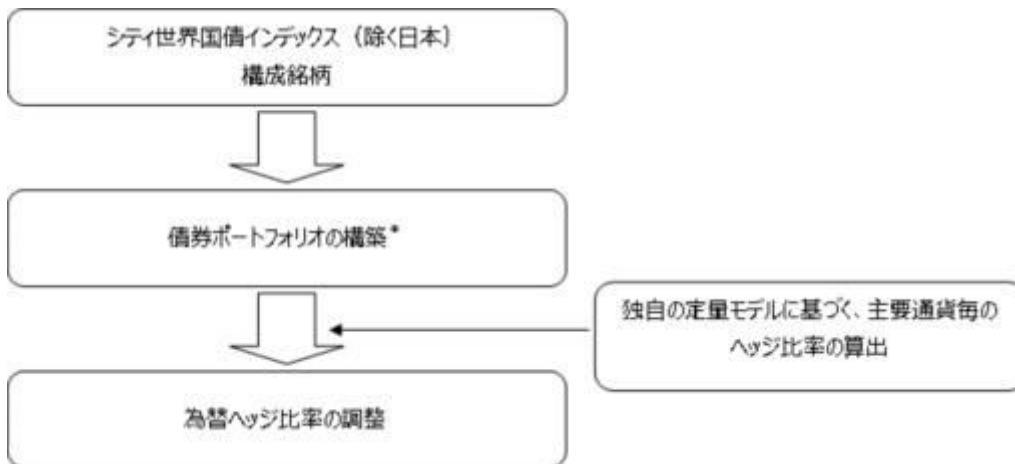 シティ世界国債インデックス（除く日本）
構成銘柄
債券ポートフォリオの構築*
独自の定量モデルに基づく、主要通貨毎の
ヘッジ比率の算出
為替ヘッジ比率の調整